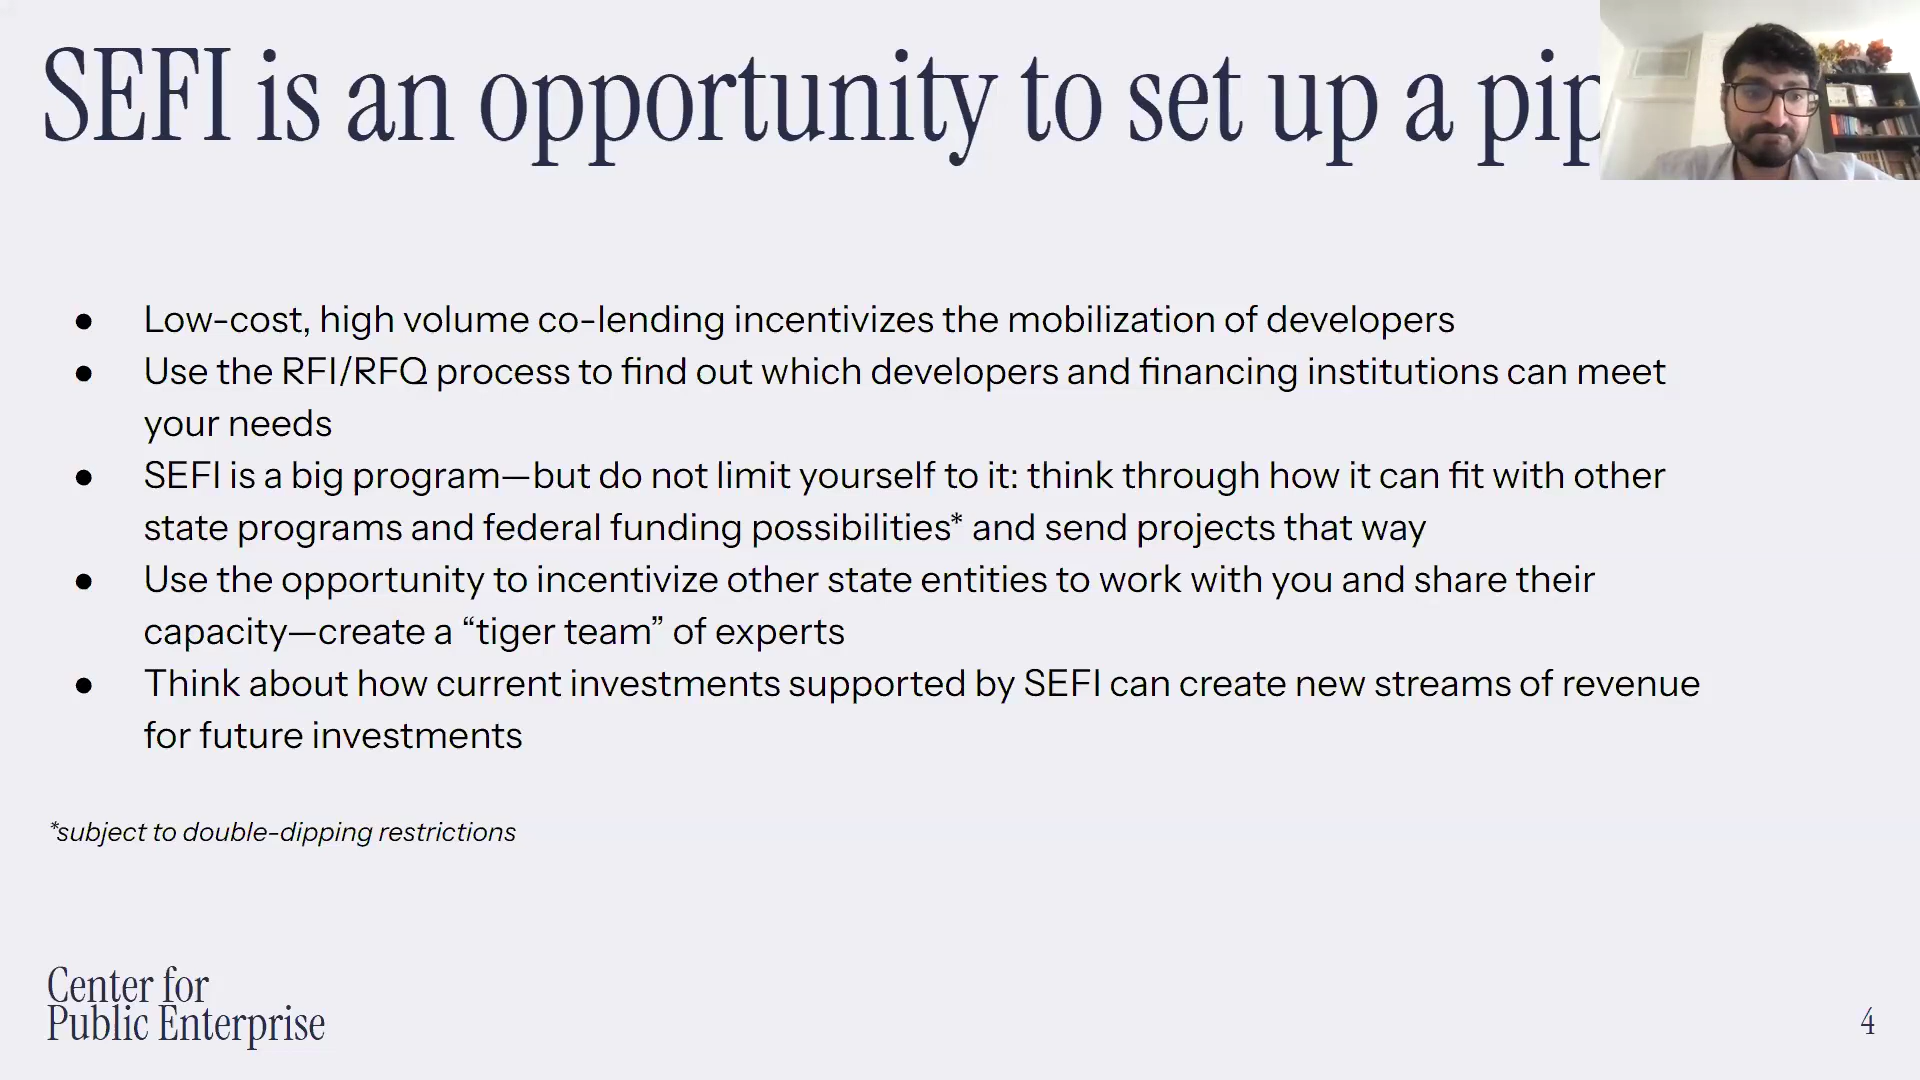 SEFI is an opportunity to set up a pip
● Low-cost, high volume co-lending incentivizes the mobilization of developers
● Use the RFI/RFQ process to find out which developers and financing institutions can meet
your needs
● SEFI is a big program—but do not limit yourself to it: think through how it can fit with other
state programs and federal funding possibilities* and send projects that way
● Use the opportunity to incentivize other state entities to work with you and share their
capacity—create a “tiger team” of experts
● Think about how current investments supported by SEFI can create new streams of revenue
for future investments
*subject to double-dipping restrictions
Center for
Public Enterprise
4